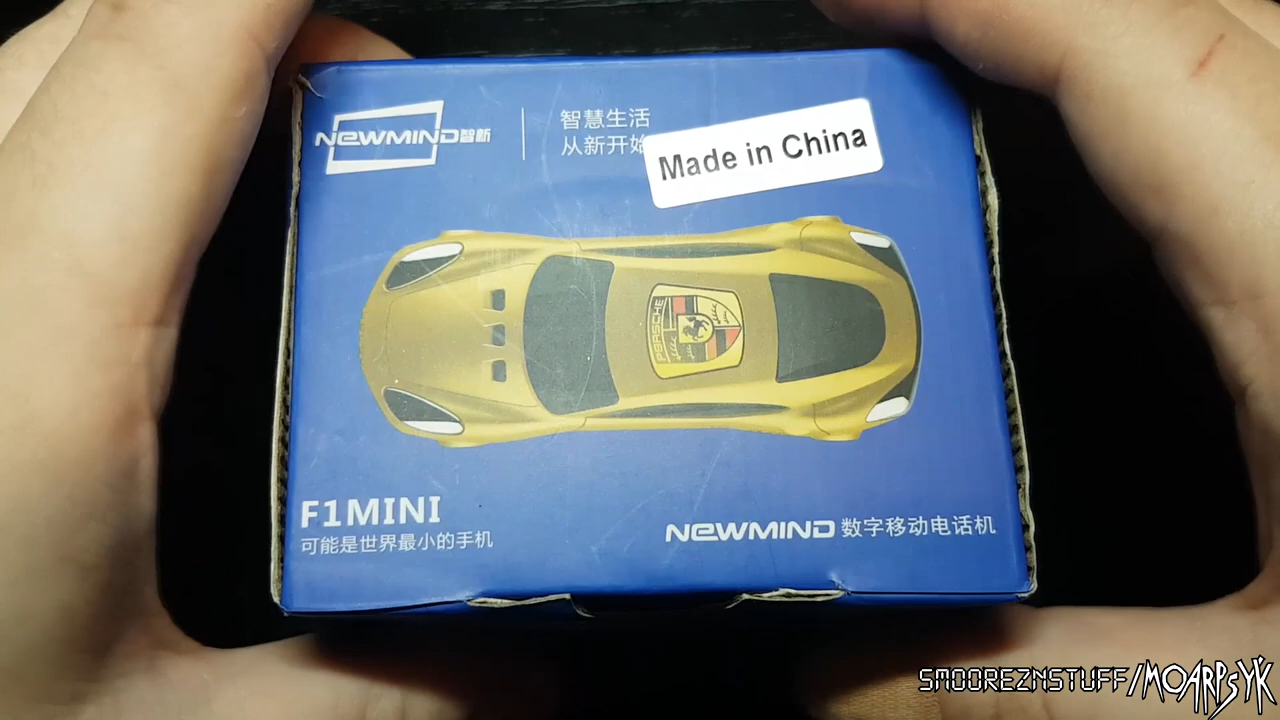 NEWMIND智新
智慧生活
从新开始
Made in China
F1MINI
可能是世界最小的手机
NEWMIND 数字移动电话机
SMOOREZNSTUFF/MOARPSYK